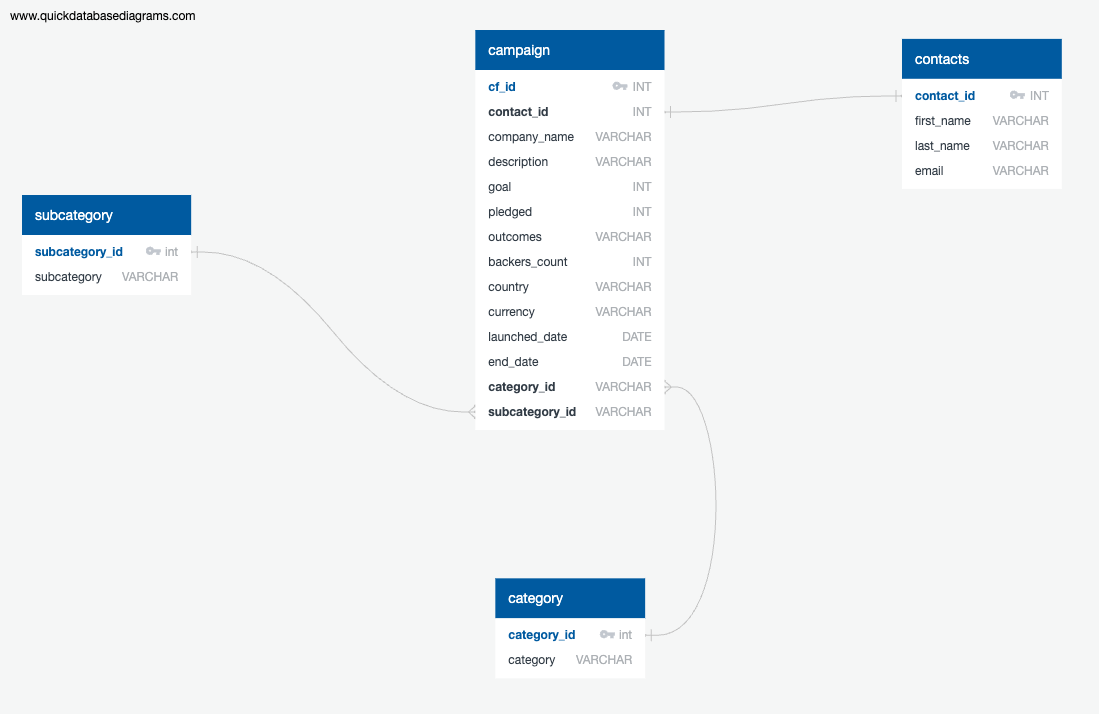 www.quickdatabasediagrams.com
campaign
cf_id INT
contact_id INT
company_name VARCHAR
description VARCHAR
goal INT
pledged INT
outcomes VARCHAR
backers_count INT
country VARCHAR
currency VARCHAR
launched_date DATE
end_date DATE
category_id VARCHAR
subcategory_id VARCHAR
contacts
contact_id INT
first_name VARCHAR
last_name VARCHAR
email VARCHAR
subcategory
subcategory_id int
subcategory VARCHAR
category
category_id int
category VARCHAR